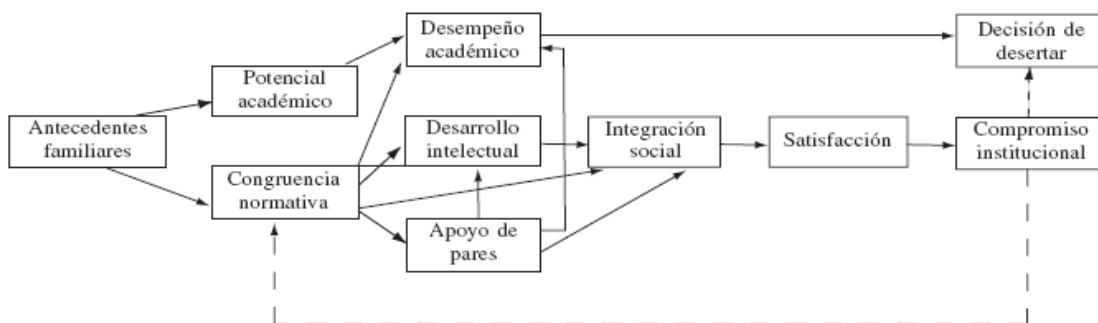 Desempeño
académico
Decisión de
desertar
Potencial
académico
Antecedentes
familiares
Desarrollo
intelectual
Integración
social
Satisfacción
Compromiso
institucional
Congruencia
normativa
Apoyo de
pares